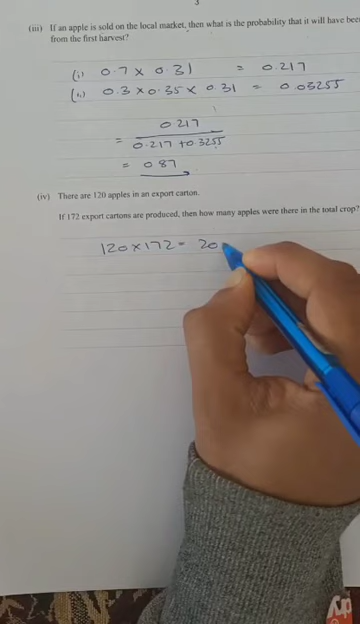 3
(iii) If an apple is sold on the local market, then what is the probability that it will have been
from the first harvest?
(i) 0.7 × 0.31 = 0.217
(ii) 0.3 × 0.35 × 0.31 = 0.03255
0.217
= 0.217 + 0.3255
= 0.87
(iv) There are 120 apples in an export carton.
If 172 export cartons are produced, then how many apples were there in the total crop?
120 × 172 = 20